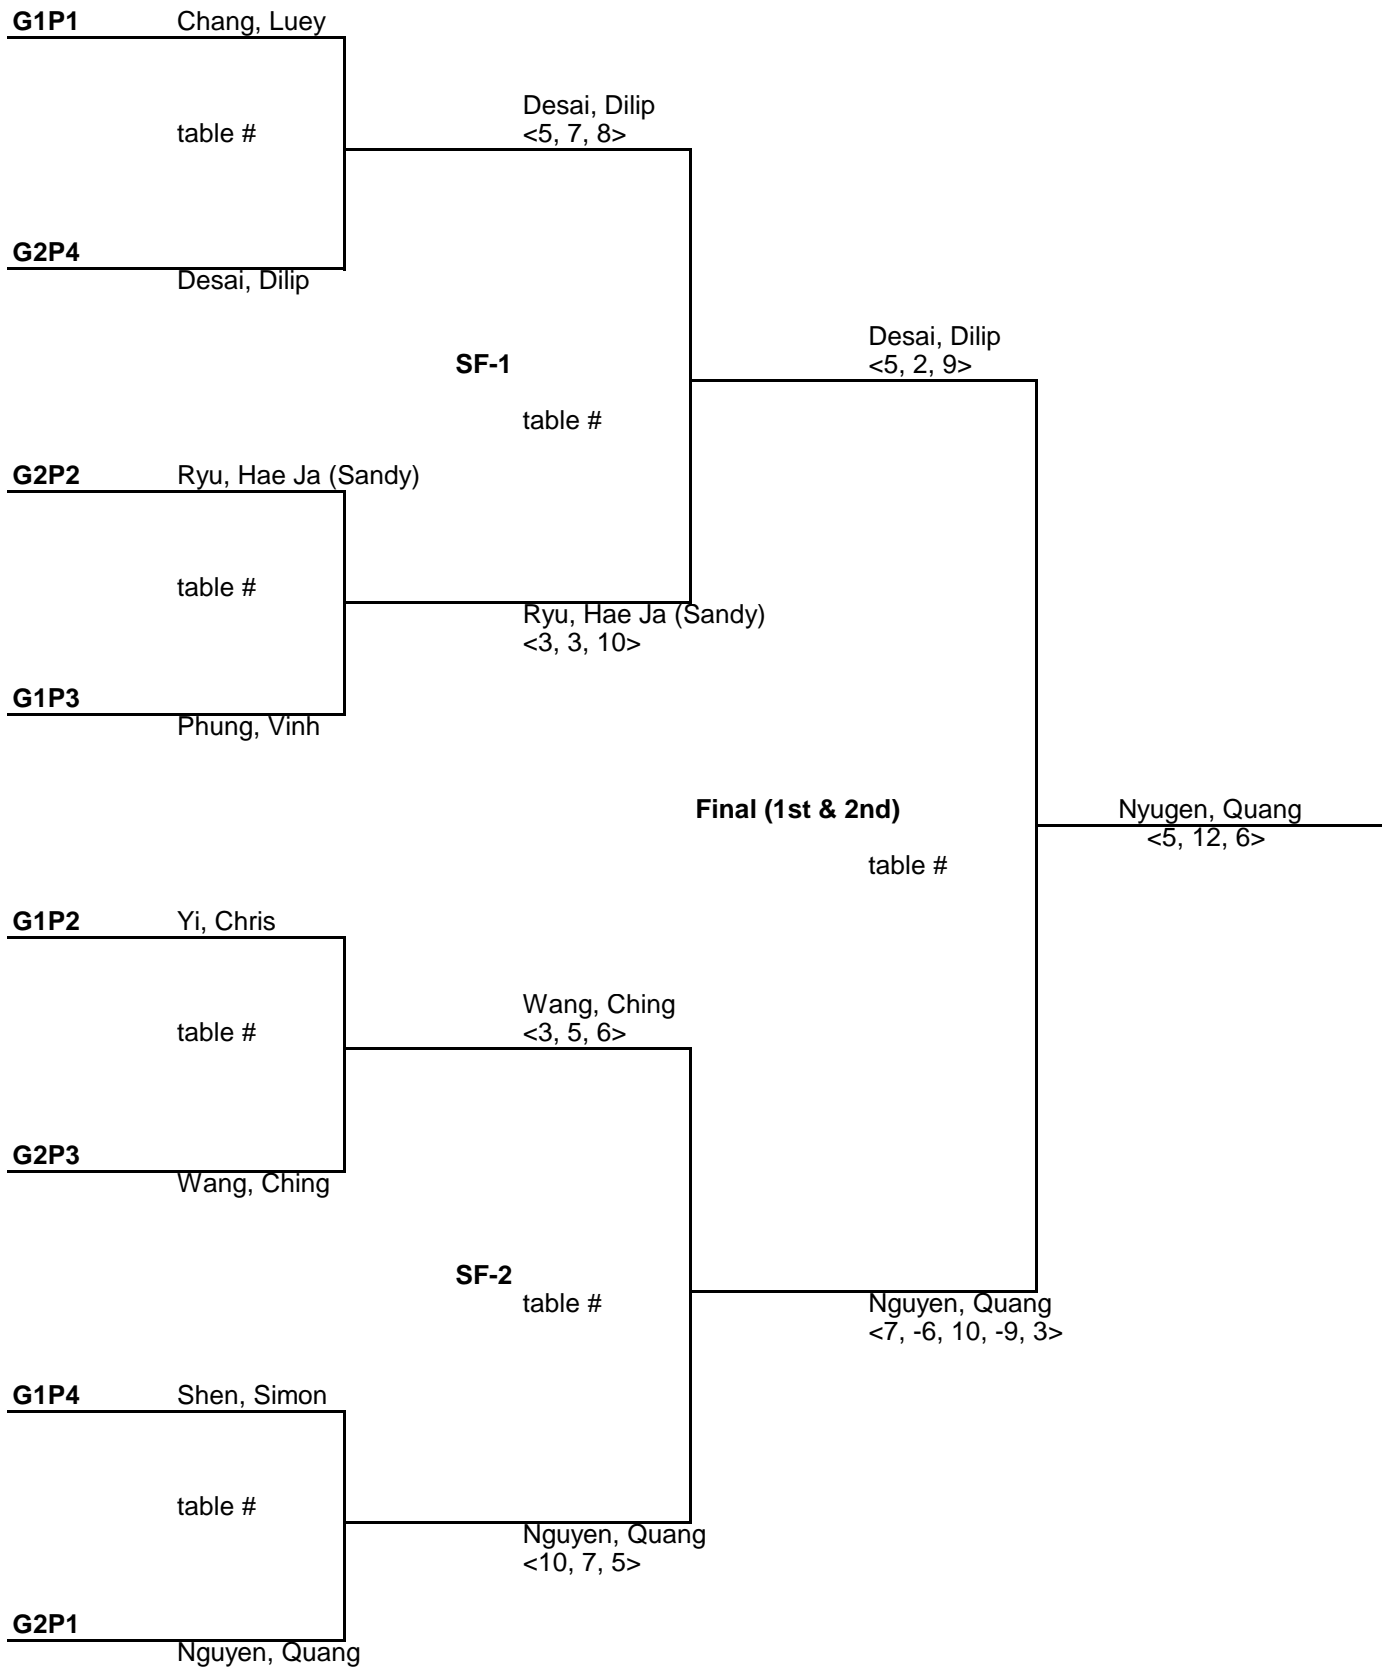 G1P1 Chang, Luey
Desai, Dilip
table # <5, 7, 8>
G2P4
Desai, Dilip
Desai, Dilip
SF-1 <5, 2, 9>
table #
G2P2 Ryu, Hae Ja (Sandy)
table #
Ryu, Hae Ja (Sandy)
<3, 3, 10>
G1P3
Phung, Vinh
Final (1st & 2nd) Nyugen, Quang
<5, 12, 6>
table #
G1P2 Yi, Chris
Wang, Ching
table # <3, 5, 6>
G2P3
Wang, Ching
SF-2
table # Nguyen, Quang
<7, -6, 10, -9, 3>
G1P4 Shen, Simon
table #
Nguyen, Quang
<10, 7, 5>
G2P1
Nguyen, Quang